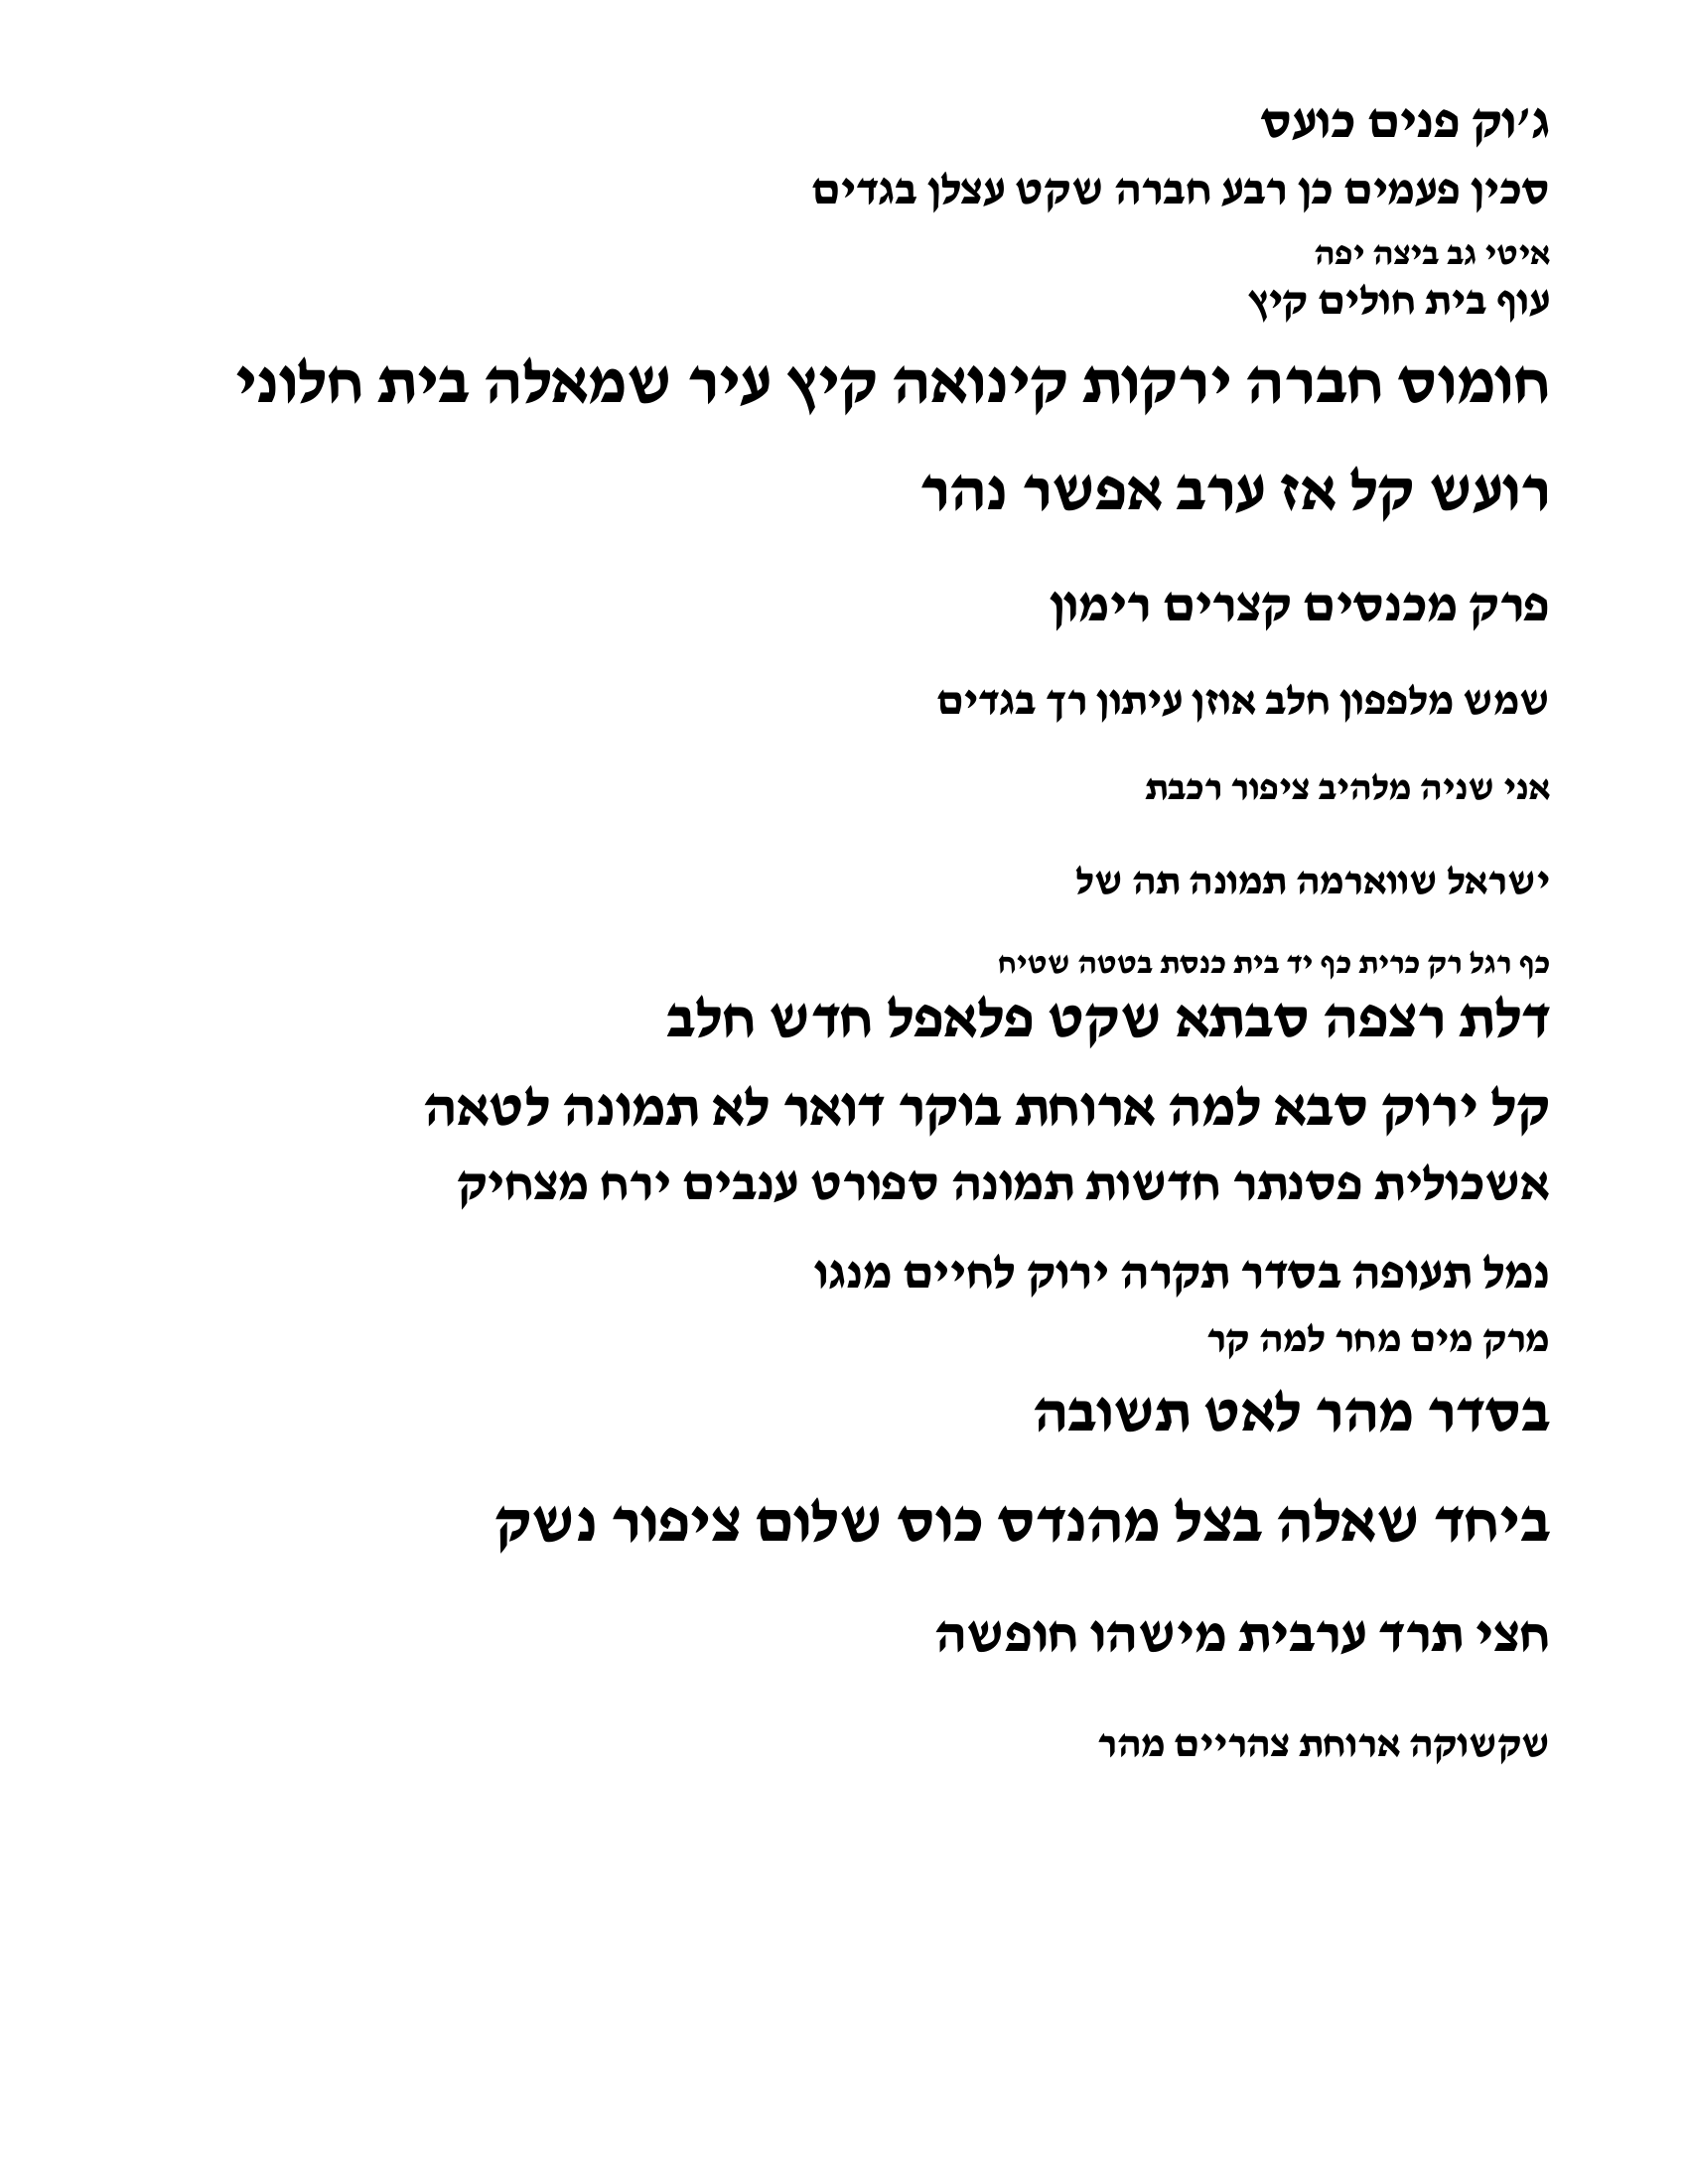 ג'וק פנים כועס
סכין פעמים כן רבע חברה שקט עצלן בגדים
איטי גב ביצה יפה
עוף בית חולים קיץ
חומוס חברה ירקות קינואה קיץ עיר שמאלה בית חלוני
רועש קל אז ערב אפשר נהר
פרק מכנסים קצרים רימון
שמש מלפפון חלב אוזן עיתון רך בגדים
אני שניה מלהיב ציפור רכבת
ישראל שווארמה תמונה תה של
כף רגל רק כרית כף יד בית כנסת בטטה שטיח
דלת רצפה סבתא שקט פלאפל חדש חלב
קל ירוק סבא למה ארוחת בוקר דואר לא תמונה לטאה
אשכולית פסנתר חדשות תמונה ספורט ענבים ירח מצחיק
נמל תעופה בסדר תקרה ירוק לחיים מנגו
מרק מים מחר למה קר
בסדר מהר לאט תשובה
ביחד שאלה בצל מהנדס כוס שלום ציפור נשק
חצי תרד ערבית מישהו חופשה
שקשוקה ארוחת צהריים מהר